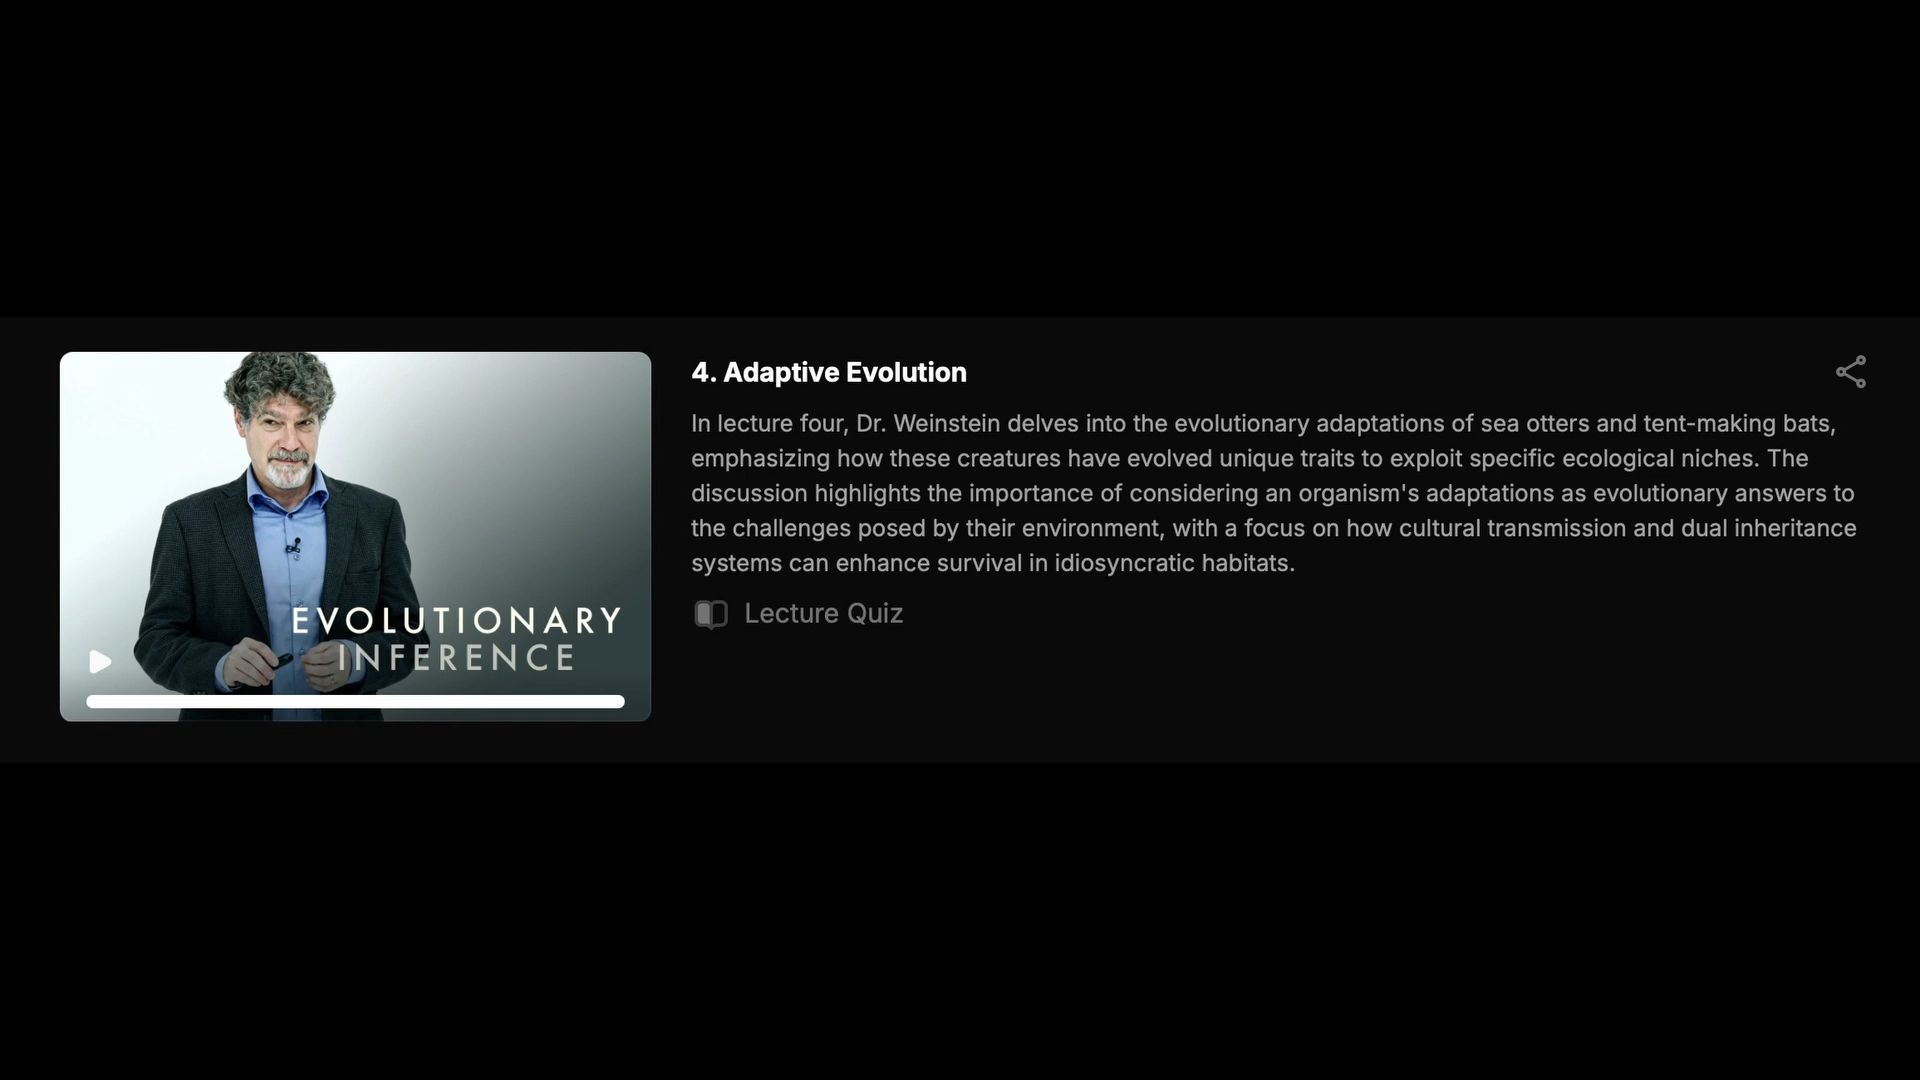 EVOLUTIONARY
INFERENCE
4. Adaptive Evolution
In lecture four, Dr. Weinstein delves into the evolutionary adaptations of sea otters and tent-making bats,
emphasizing how these creatures have evolved unique traits to exploit specific ecological niches. The
discussion highlights the importance of considering an organism's adaptations as evolutionary answers to
the challenges posed by their environment, with a focus on how cultural transmission and dual inheritance
systems can enhance survival in idiosyncratic habitats.
Lecture Quiz